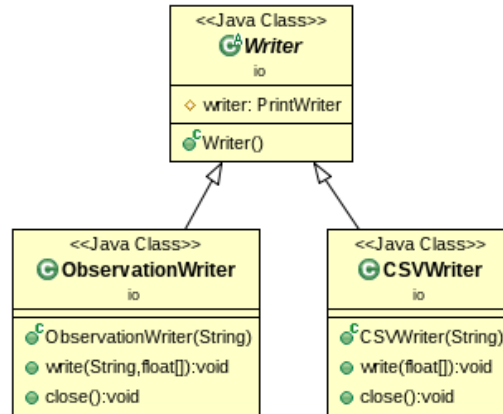 <<Java Class>>
Writer
io
writer: PrintWriter
Writer()
<<Java Class>>
ObservationWriter
io
ObservationWriter(String)
write(String,float[]):void
close():void
<<Java Class>>
CSVWriter
io
CSVWriter(String)
write(float[]):void
close():void